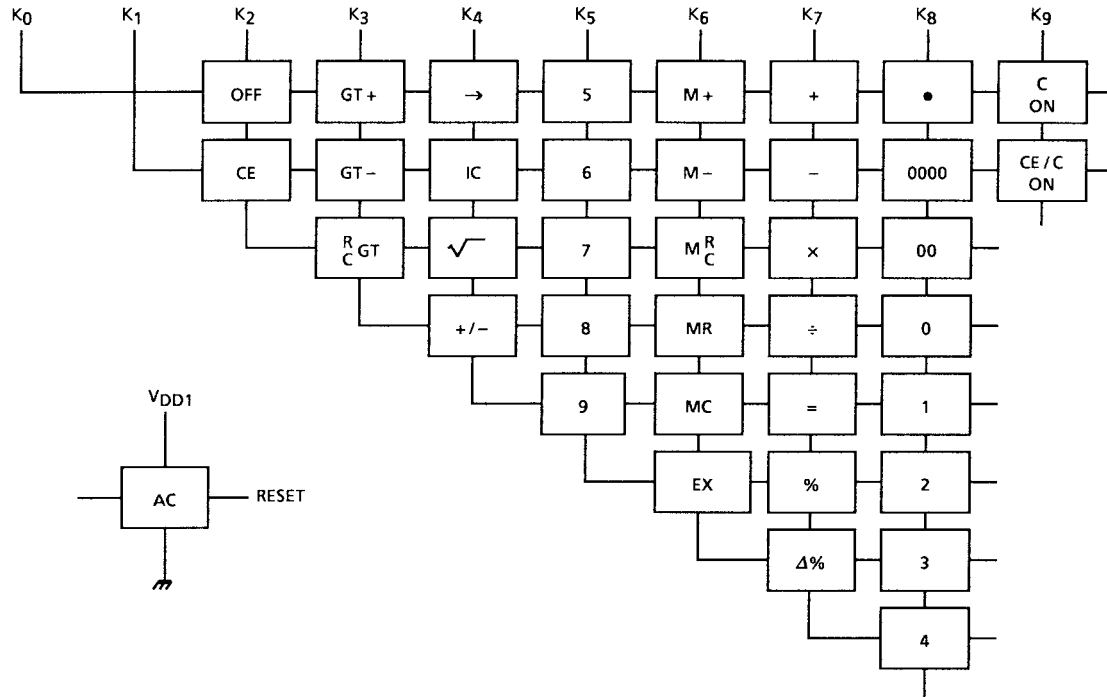 K0 K1 K2 K3 K4 K5 K6 K7 K8 K9
OFF GT+ → 5 M+ + • C ON
CE GT− IC 6 M− − 0000 CE/C ON
R C GT √ 7 M R C × 00
+/− 8 MR ÷ 0
9 MC = 1
VDD1
EX % 2
AC RESET
Δ% 3
4